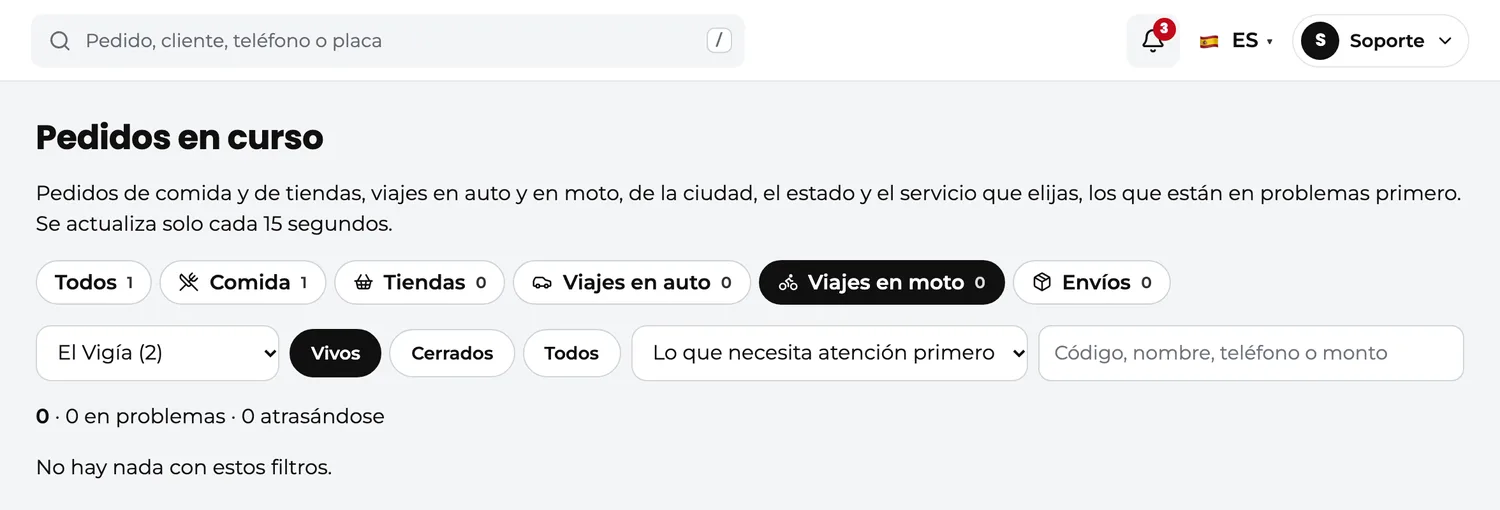 Pedido, cliente, teléfono o placa /
3
ES
S Soporte
Pedidos en curso
Pedidos de comida y de tiendas, viajes en auto y en moto, de la ciudad, el estado y el servicio que elijas, los que están en problemas primero.
Se actualiza solo cada 15 segundos.
Todos 1 Comida 1 Tiendas 0 Viajes en auto 0 Viajes en moto 0 Envíos 0
El Vigía (2) Vivos Cerrados Todos Lo que necesita atención primero Código, nombre, teléfono o monto
0 · 0 en problemas · 0 atrasándose
No hay nada con estos filtros.